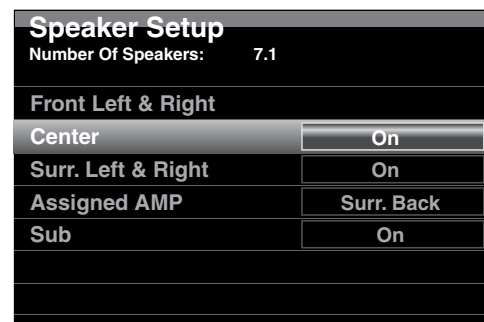 Speaker Setup
Number Of Speakers: 7.1
Front Left & Right
Center On
Surr. Left & Right On
Assigned AMP Surr. Back
Sub On